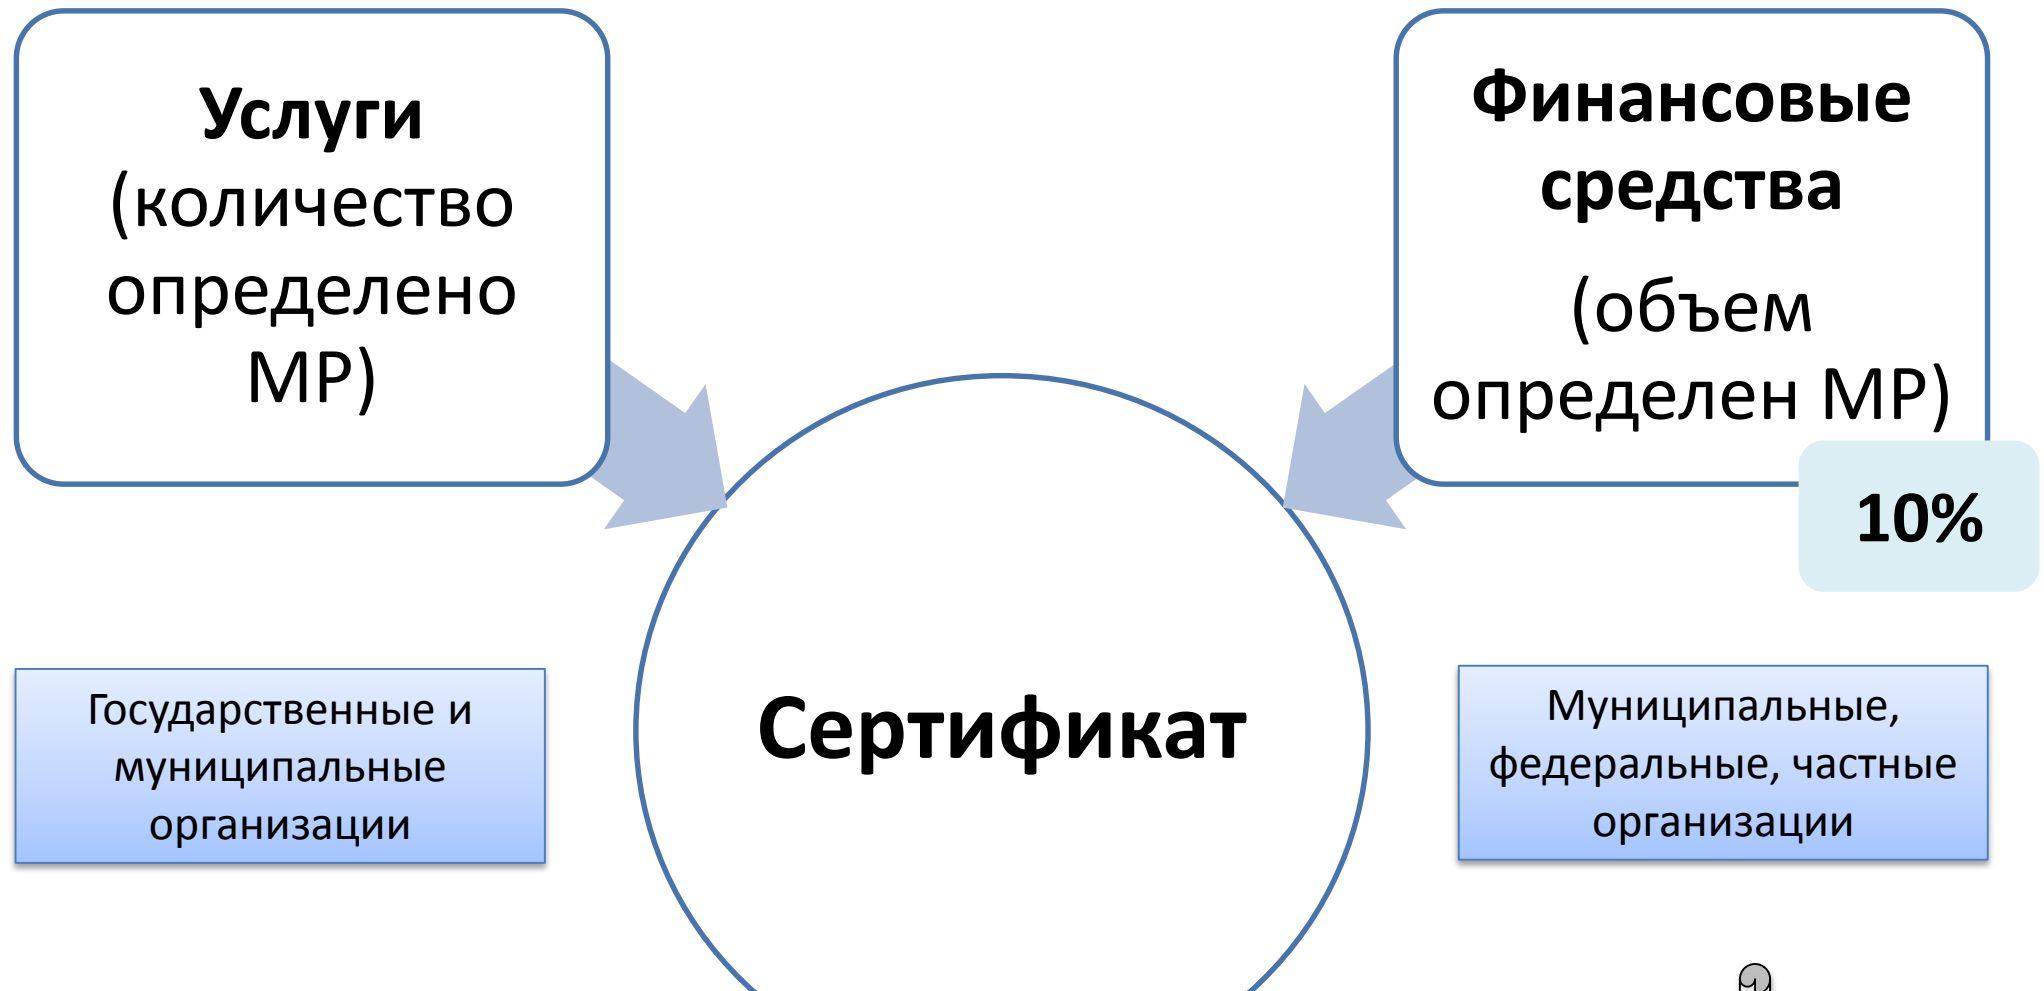 Услуги
(количество
определено
МР)
Финансовые
средства
(объем
определен МР)
10%
Сертификат
Государственные и
муниципальные
организации
Муниципальные,
федеральные, частные
организации